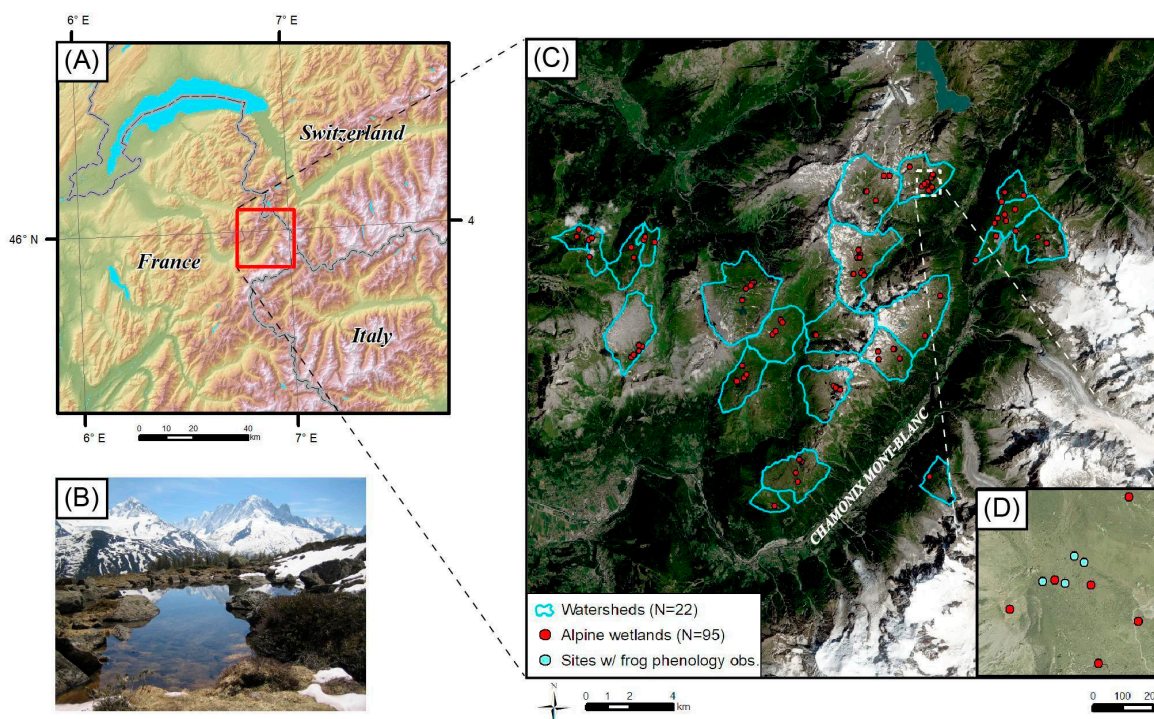 6° E
7° E
(A)
Switzerland
46° N
4
France
Italy
6° E
7° E
0 10 20 40
km
(B)
(C)
CHAMONIX MONT-BLANC
Watersheds (N=22)
Alpine wetlands (N=95)
Sites w/ frog phenology obs.
0 1 2 4
km
(D)
0 100 20